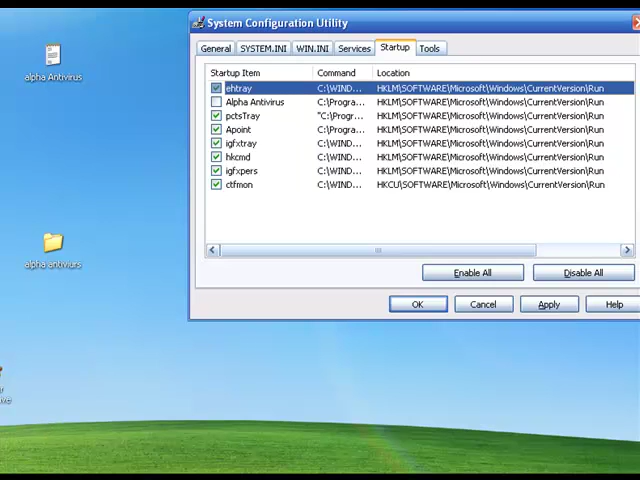 System Configuration Utility
General SYSTEM.INI WIN.INI Services Startup Tools
Startup Item Command Location
ehtray C:\WIND... HKLM\SOFTWARE\Microsoft\Windows\CurrentVersion\Run
Alpha Antivirus C:\Progra... HKLM\SOFTWARE\Microsoft\Windows\CurrentVersion\Run
pctsTray "C:\Progr... HKLM\SOFTWARE\Microsoft\Windows\CurrentVersion\Run
Apoint C:\Progra... HKLM\SOFTWARE\Microsoft\Windows\CurrentVersion\Run
igfxtray C:\WIND... HKLM\SOFTWARE\Microsoft\Windows\CurrentVersion\Run
hkcmd C:\WIND... HKLM\SOFTWARE\Microsoft\Windows\CurrentVersion\Run
igfxpers C:\WIND... HKLM\SOFTWARE\Microsoft\Windows\CurrentVersion\Run
ctfmon C:\WIND... HKCU\SOFTWARE\Microsoft\Windows\CurrentVersion\Run
Enable All Disable All
OK Cancel Apply Help
alpha Antivirus
alpha antiviurs